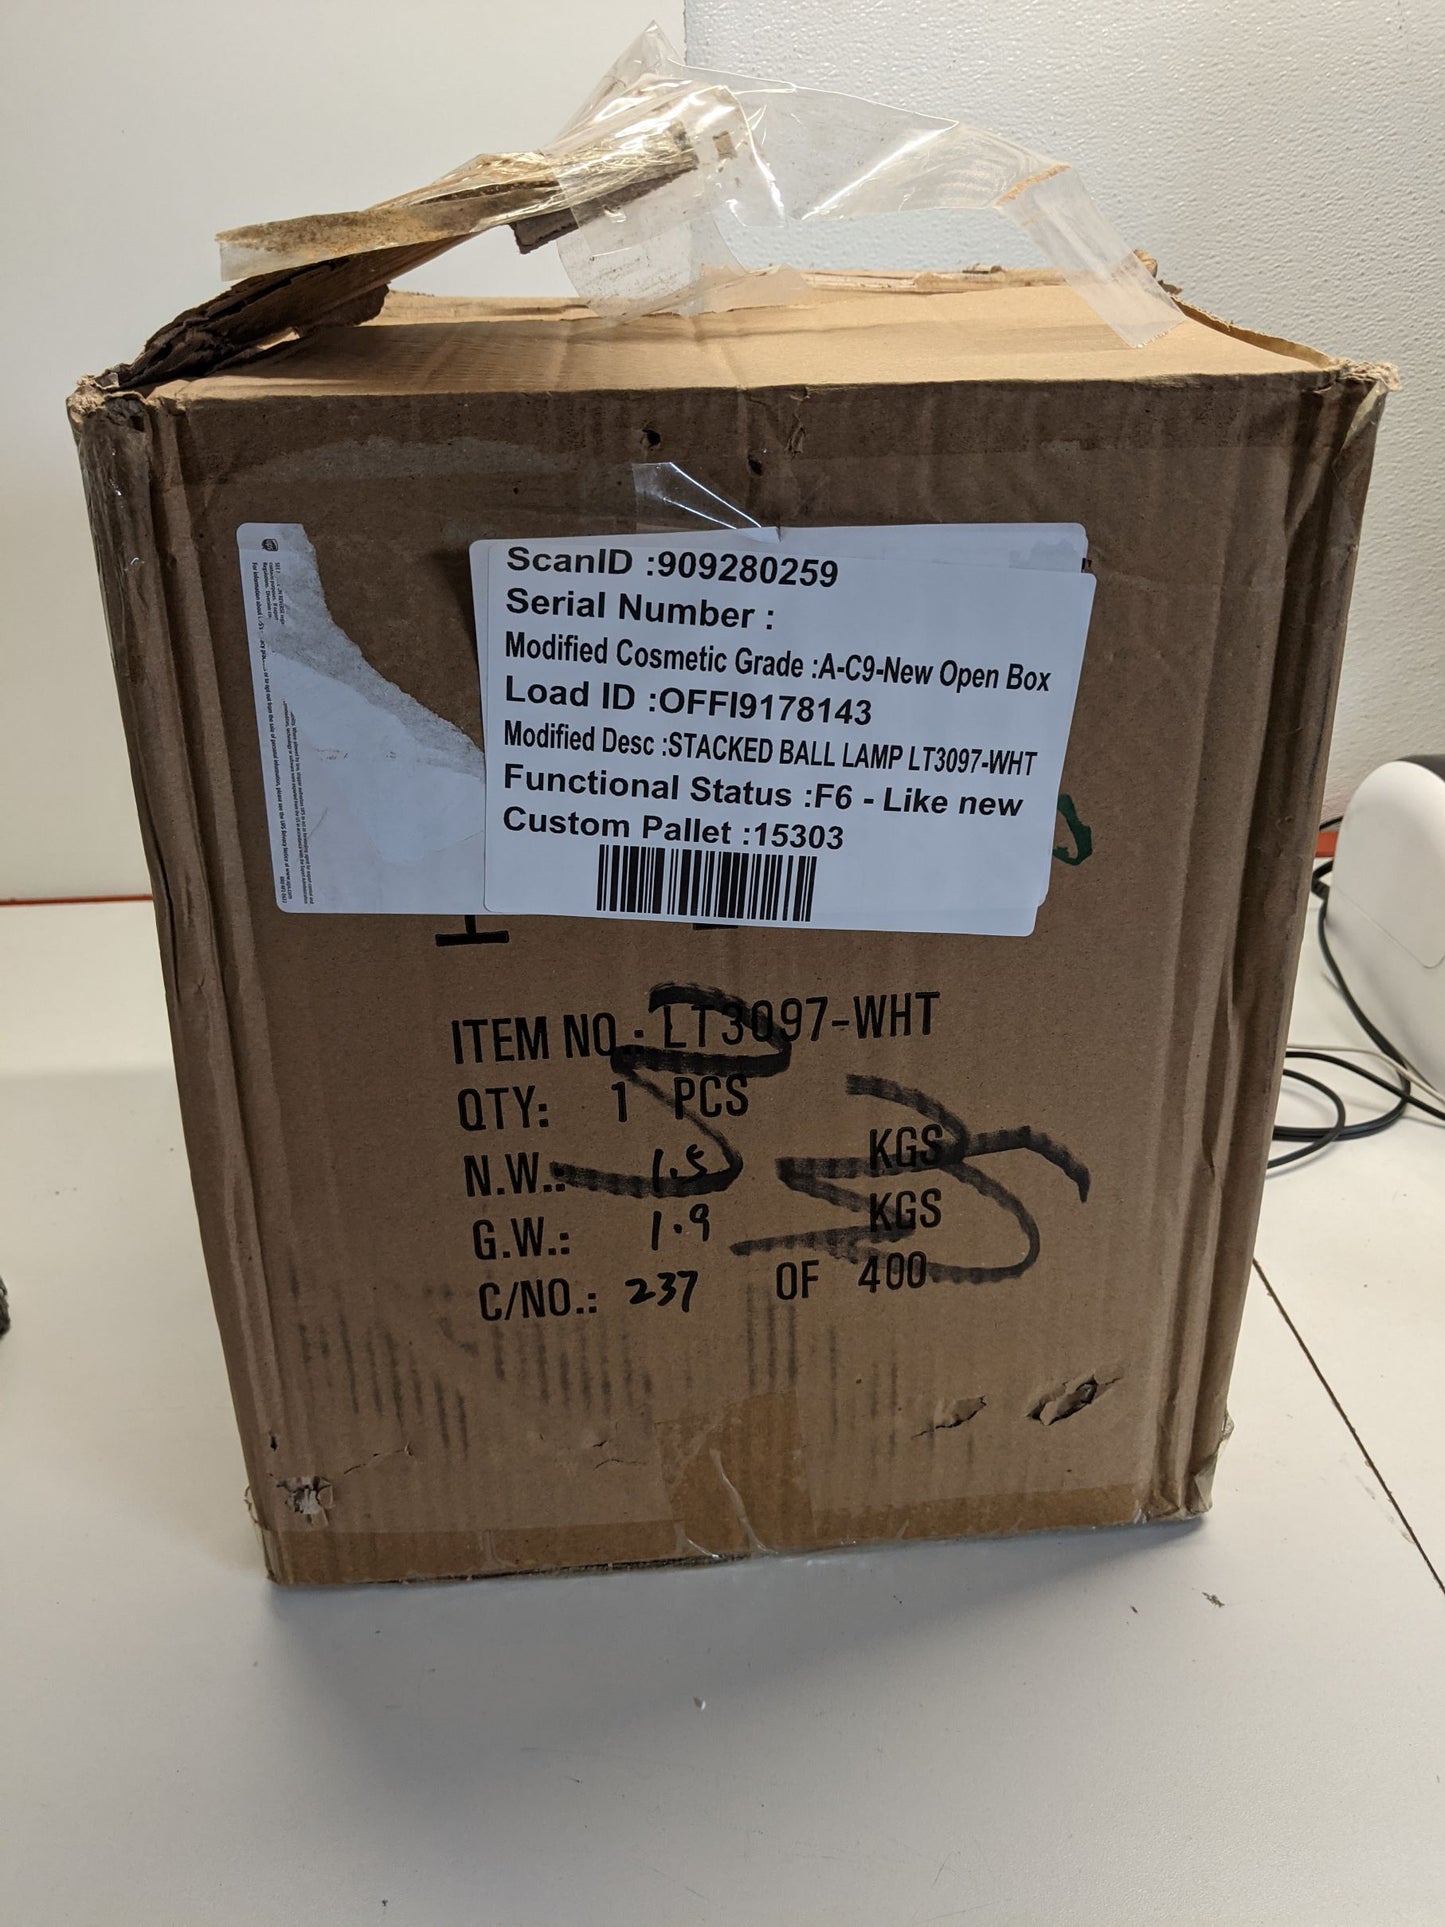 ScanID :909280259
Serial Number :
Modified Cosmetic Grade :A-C9-New Open Box
Load ID :OFFI9178143
Modified Desc :STACKED BALL LAMP LT3097-WHT
Functional Status :F6 - Like new
Custom Pallet :15303
ITEM NO.: LT3097-WHT
QTY: 1 PCS
N.W.: 1.5 KGS
G.W.: 1.9 KGS
C/NO.: 237 OF 400